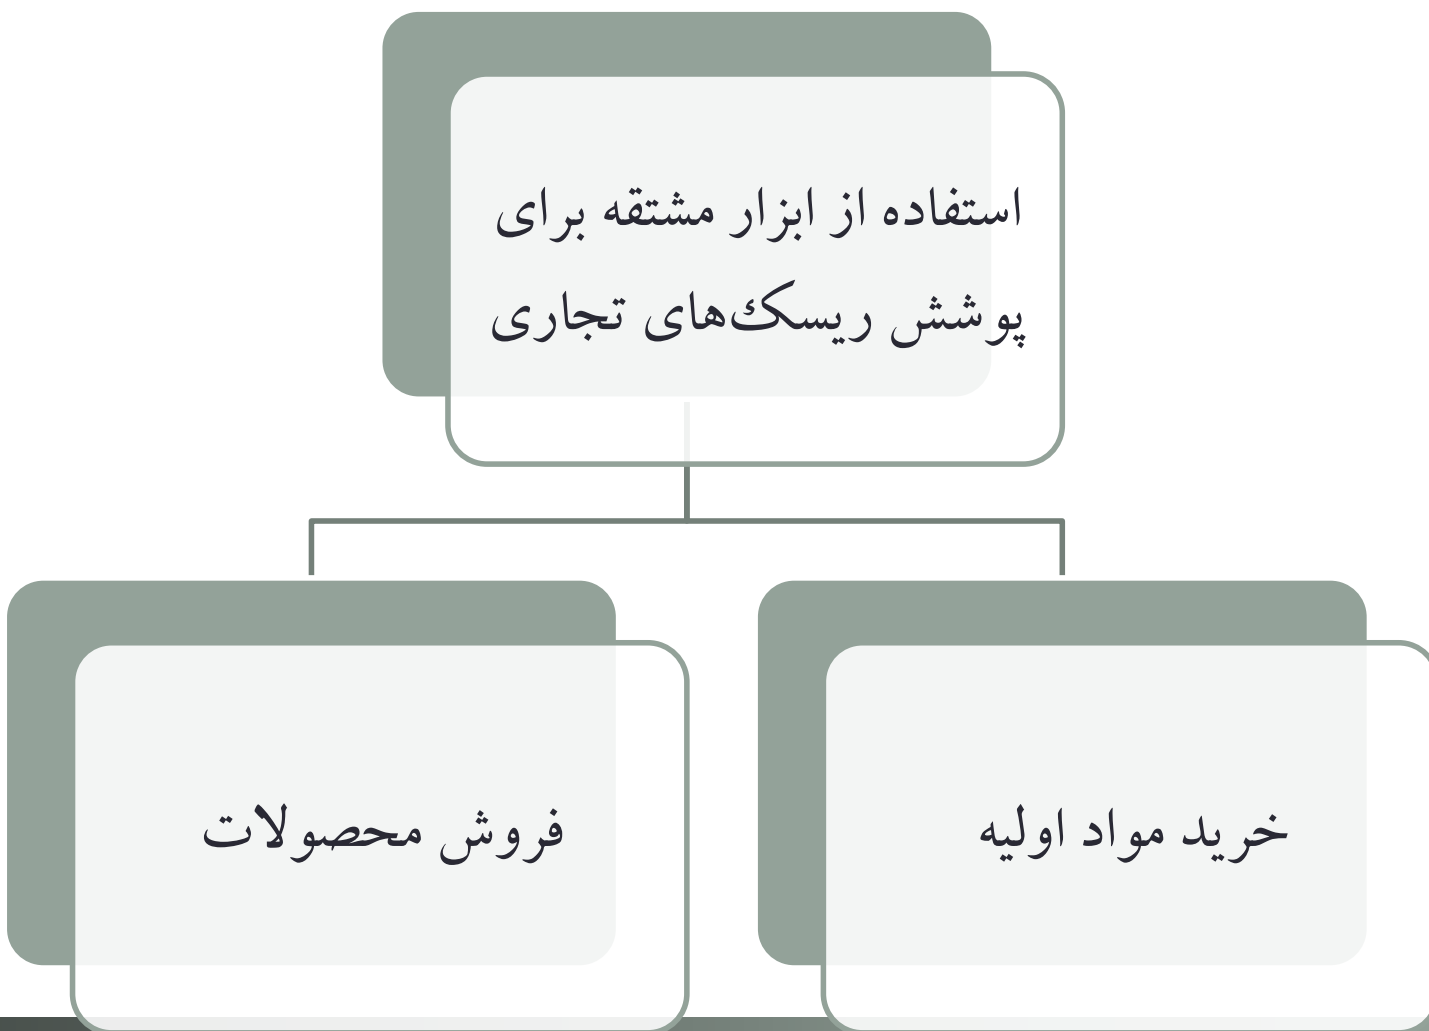 استفاده از ابزار مشتقه برای
پوشش ریسک‌های تجاری
خرید مواد اولیه
فروش محصولات